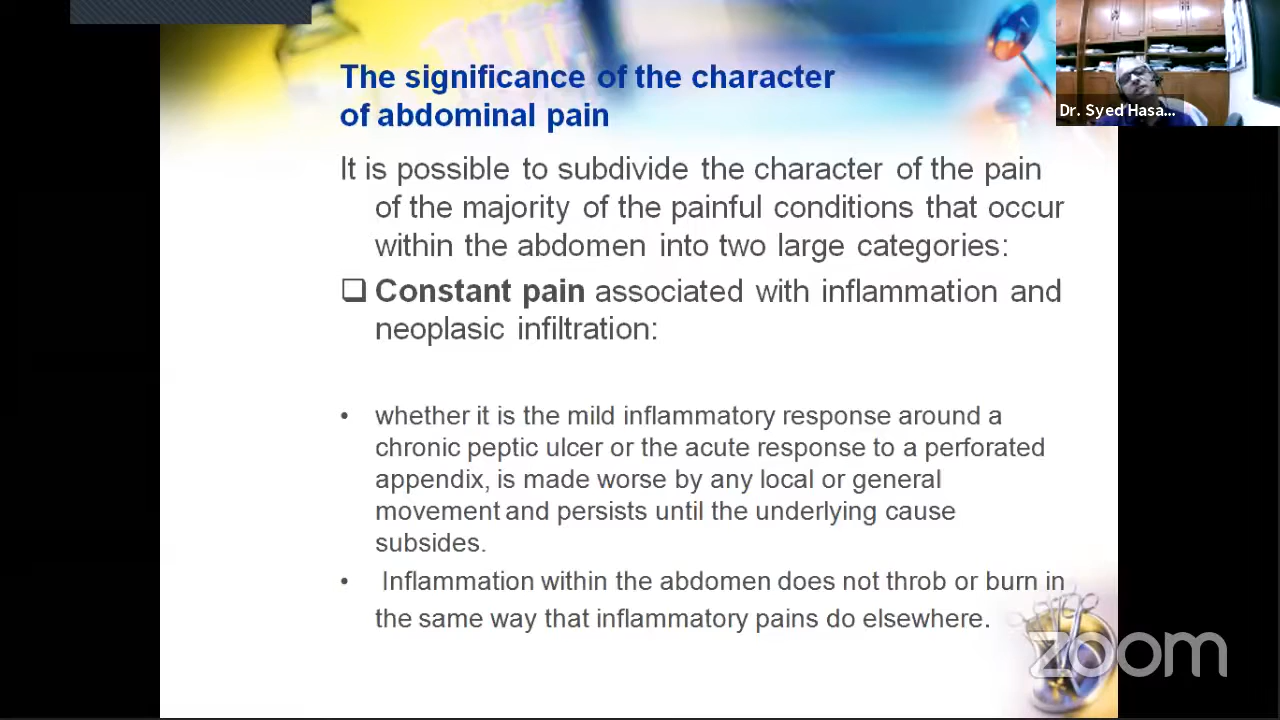 The significance of the character
of abdominal pain
It is possible to subdivide the character of the pain
of the majority of the painful conditions that occur
within the abdomen into two large categories:
❑ Constant pain associated with inflammation and
neoplasic infiltration:
• whether it is the mild inflammatory response around a
chronic peptic ulcer or the acute response to a perforated
appendix, is made worse by any local or general
movement and persists until the underlying cause
subsides.
• Inflammation within the abdomen does not throb or burn in
the same way that inflammatory pains do elsewhere.
Dr. Syed Hasa...
zoom